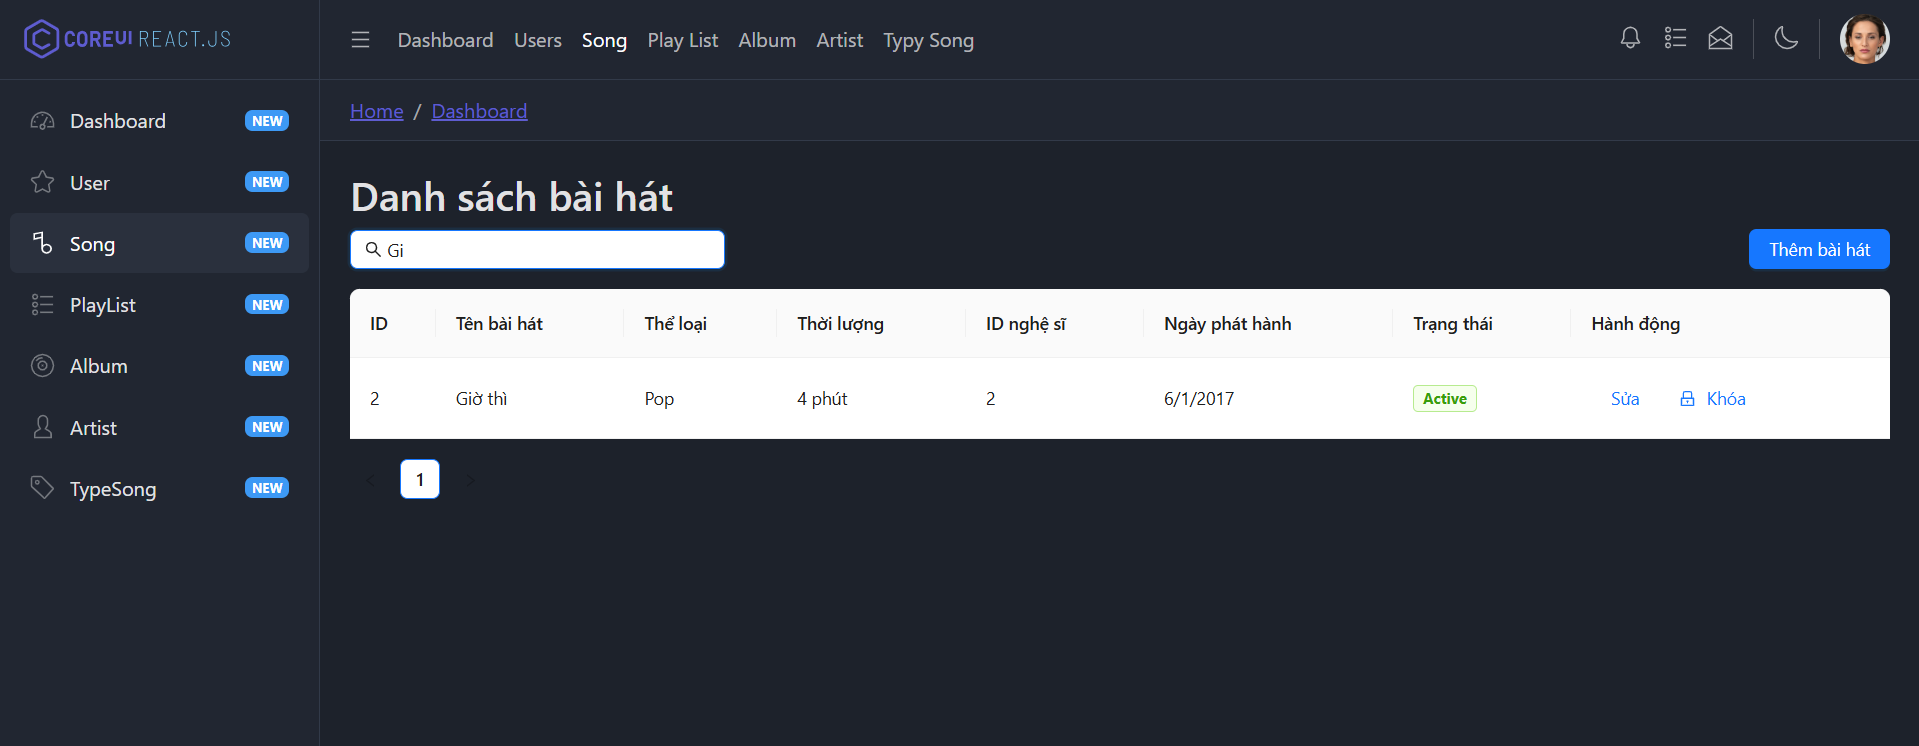 COREUI REACT.JS
Dashboard Users Song Play List Album Artist Typy Song
Dashboard NEW
User NEW
Song NEW
PlayList NEW
Album NEW
Artist NEW
TypeSong NEW
Home / Dashboard
Danh sách bài hát
Gi
Thêm bài hát
ID Tên bài hát Thể loại Thời lượng ID nghệ sĩ Ngày phát hành Trạng thái Hành động
2 Giờ thì Pop 4 phút 2 6/1/2017 Active Sửa Khóa
1